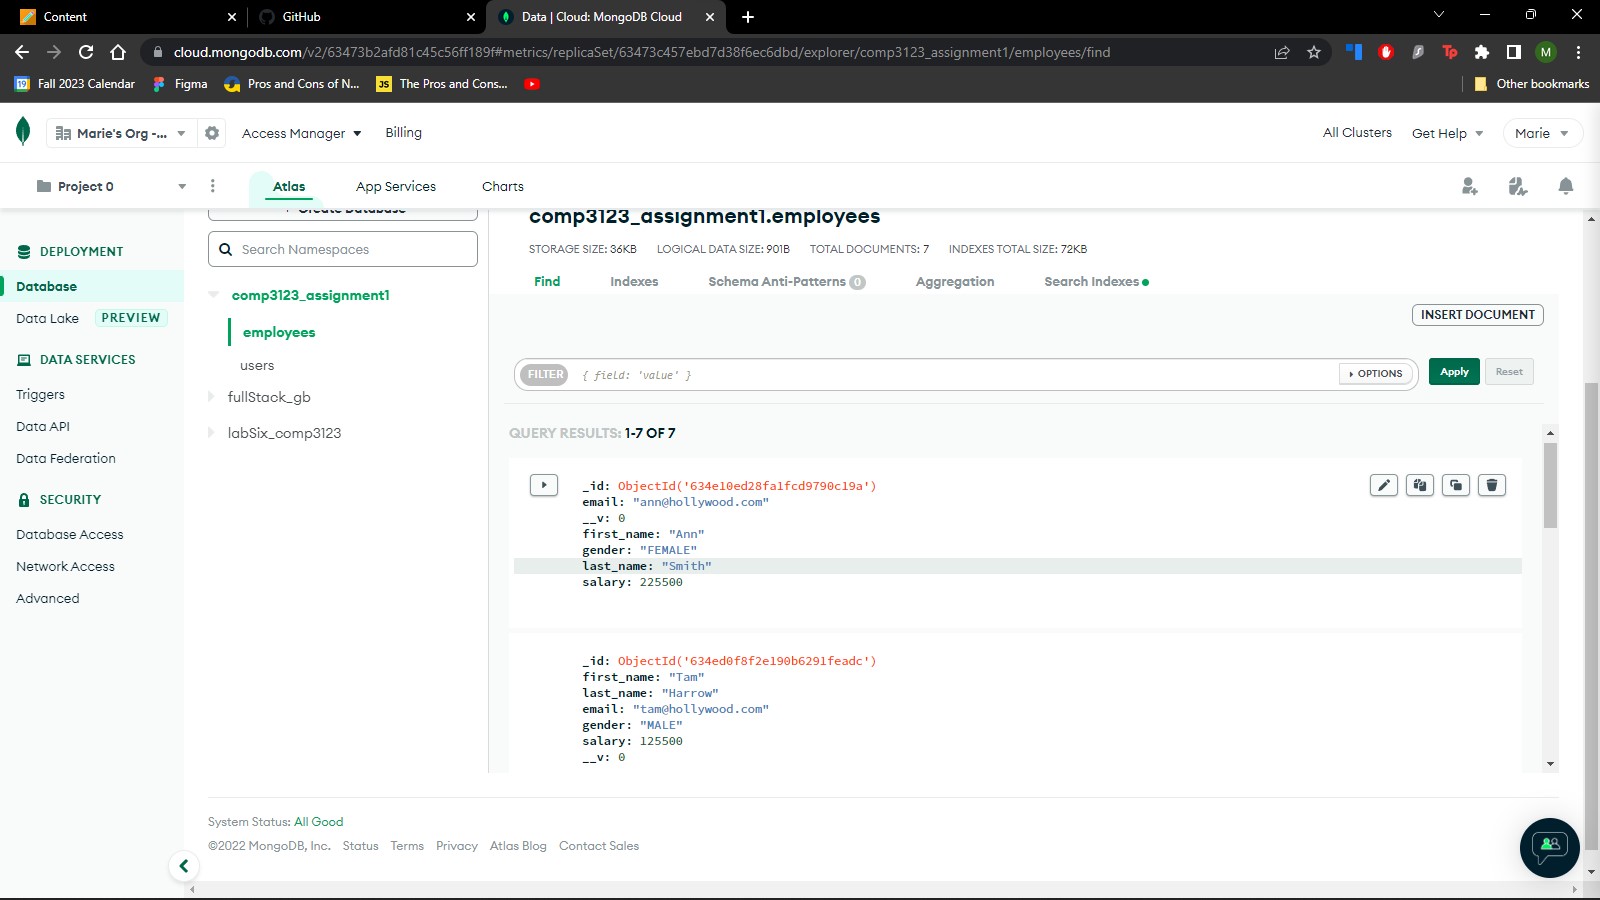 Content
GitHub
Data | Cloud: MongoDB Cloud
cloud.mongodb.com/v2/63473b2afd81c45c56ff189f#metrics/replicaSet/63473c457ebd7d38f6ec6dbd/explorer/comp3123_assignment1/employees/find
Tp
M
19 Fall 2023 Calendar
Figma
Pros and Cons of N...
JS The Pros and Cons...
Other bookmarks
Marie's Org -...
Access Manager
Billing
All Clusters
Get Help
Marie
Project 0
Atlas
App Services
Charts
DEPLOYMENT
Database
Data Lake PREVIEW
DATA SERVICES
Triggers
Data API
Data Federation
SECURITY
Database Access
Network Access
Advanced
+ Create Database
Search Namespaces
comp3123_assignment1
employees
users
fullStack_gb
labSix_comp3123
comp3123_assignment1.employees
STORAGE SIZE: 36KB LOGICAL DATA SIZE: 901B TOTAL DOCUMENTS: 7 INDEXES TOTAL SIZE: 72KB
Find
Indexes
Schema Anti-Patterns 0
Aggregation
Search Indexes
INSERT DOCUMENT
FILTER { field: 'value' }
OPTIONS
Apply
Reset
QUERY RESULTS: 1-7 OF 7
_id: ObjectId('634e10ed28fa1fcd9790c19a')
email: "ann@hollywood.com"
__v: 0
first_name: "Ann"
gender: "FEMALE"
last_name: "Smith"
salary: 225500
_id: ObjectId('634ed0f8f2e190b6291feadc')
first_name: "Tam"
last_name: "Harrow"
email: "tam@hollywood.com"
gender: "MALE"
salary: 125500
__v: 0
System Status: All Good
©2022 MongoDB, Inc. Status Terms Privacy Atlas Blog Contact Sales